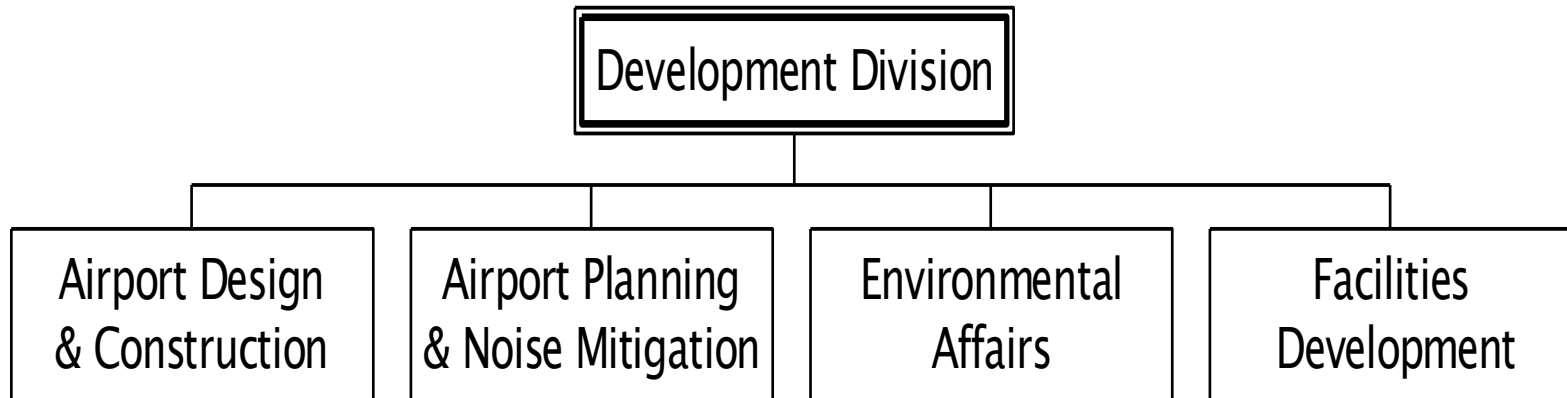 Development Division
Airport Design
& Construction
Airport Planning
& Noise Mitigation
Environmental
Affairs
Facilities
Development